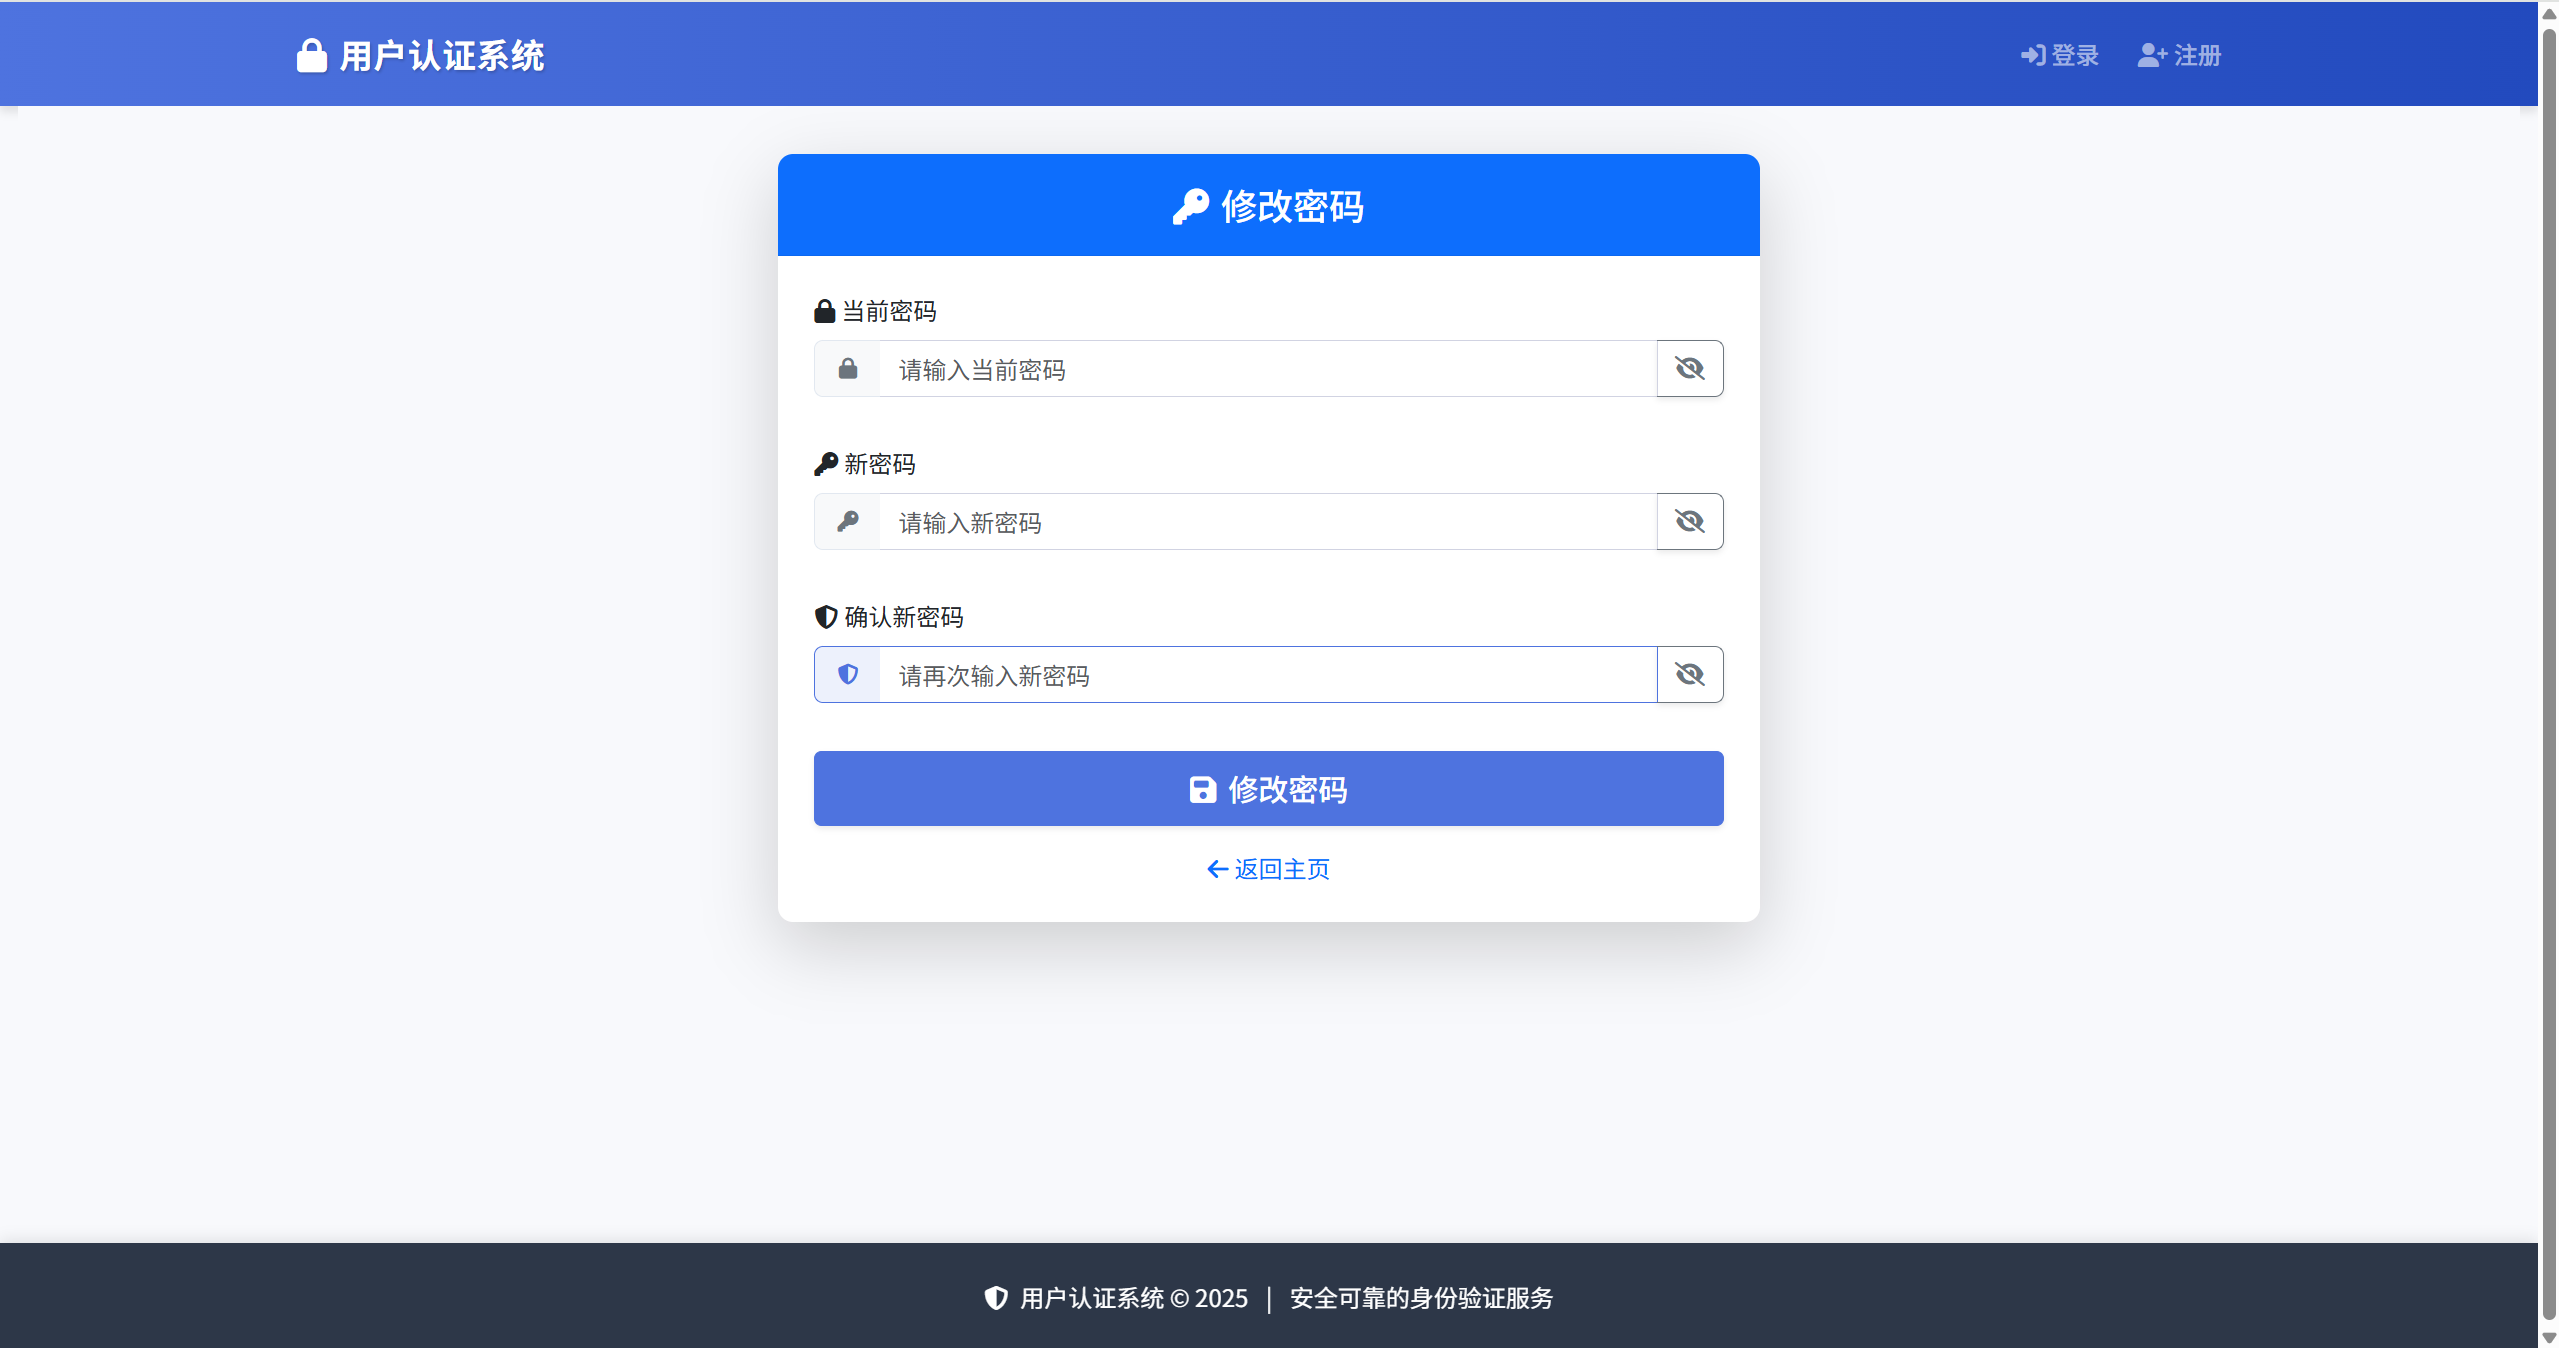 用户认证系统
登录 注册
修改密码
当前密码
请输入当前密码
新密码
请输入新密码
确认新密码
请再次输入新密码
修改密码
返回主页
用户认证系统 © 2025 | 安全可靠的身份验证服务